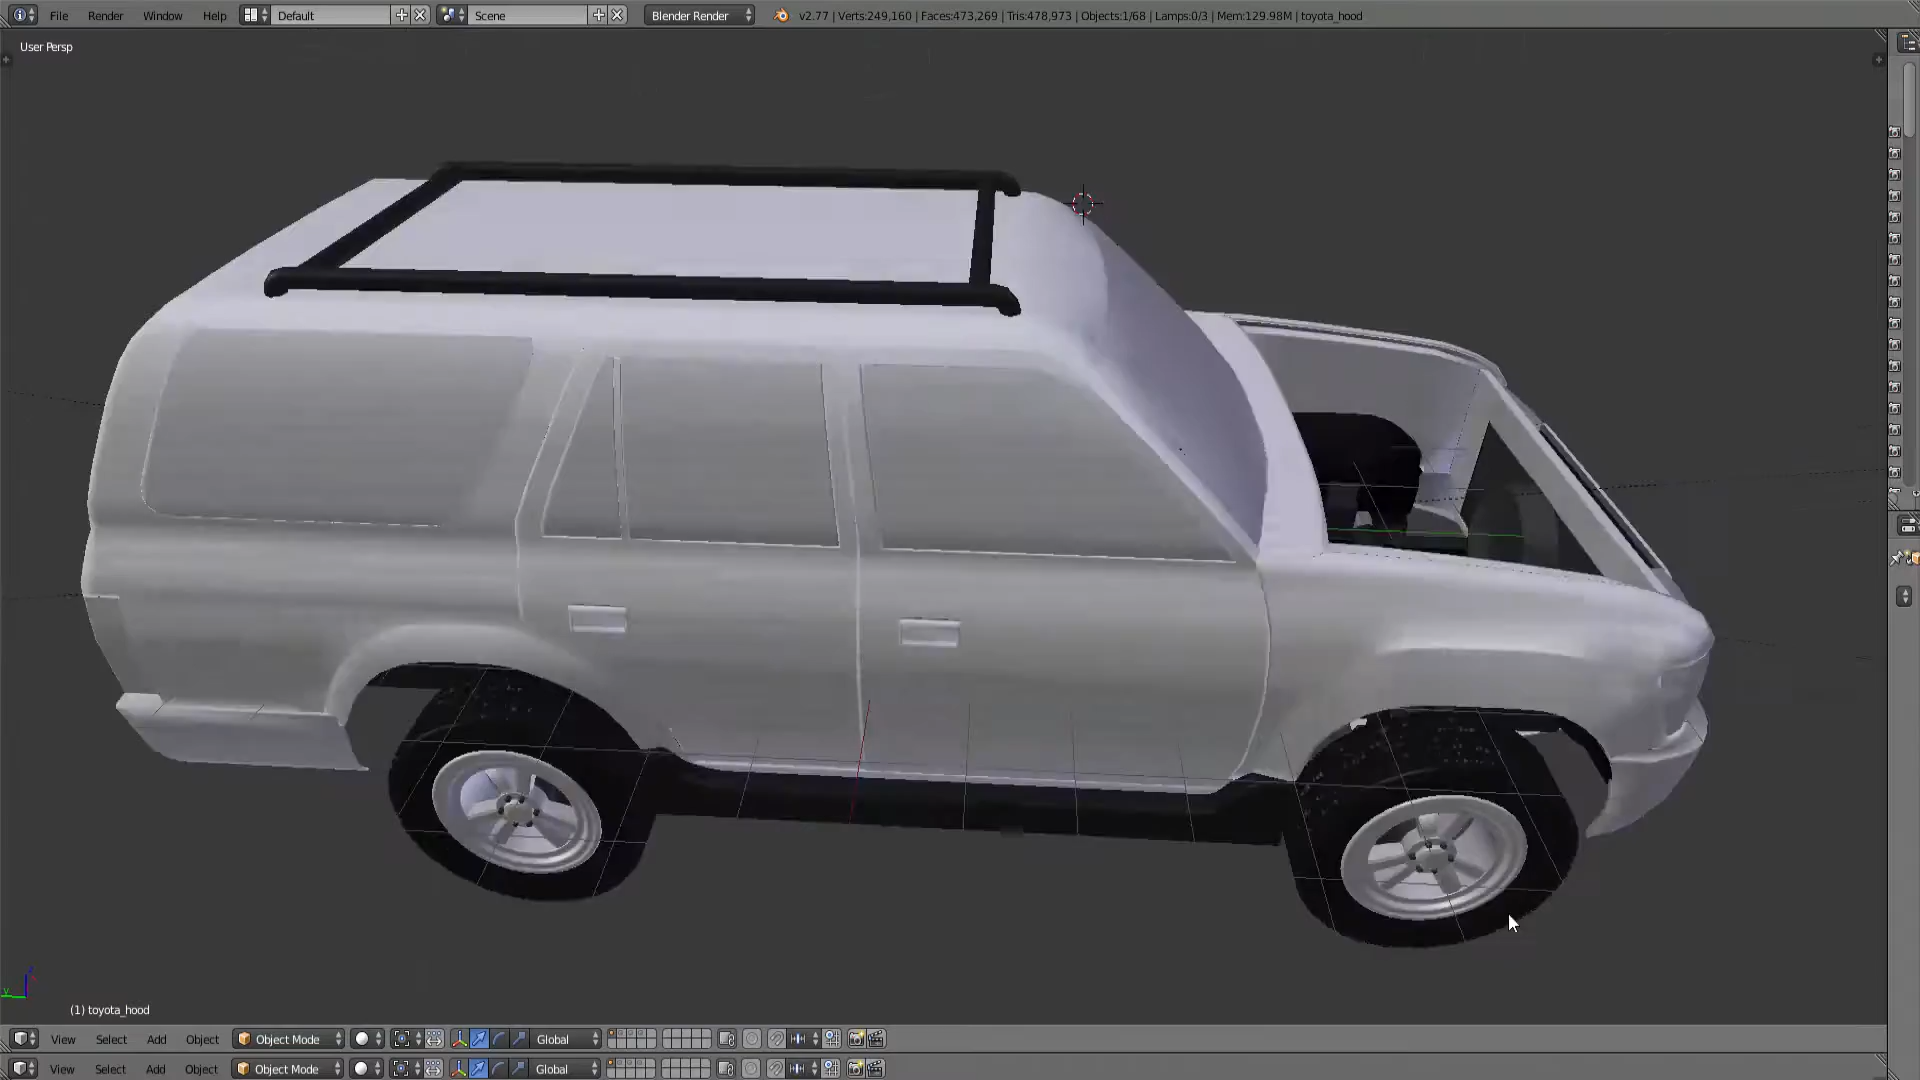 File Render Window Help Default Scene Blender Render v2.77 | Verts:249,160 | Faces:473,269 | Tris:478,973 | Objects:1/68 | Lamps:0/3 | Mem:129.98M | toyota_hood
User Persp
z
y
(1) toyota_hood
View Select Add Object Object Mode Global
View Select Add Object Object Mode Global